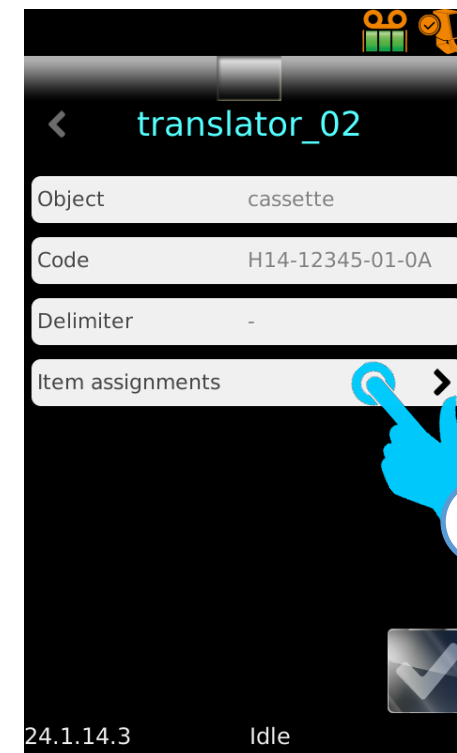 translator_02
Object cassette
Code H14-12345-01-0A
Delimiter -
Item assignments
24.1.14.3 Idle